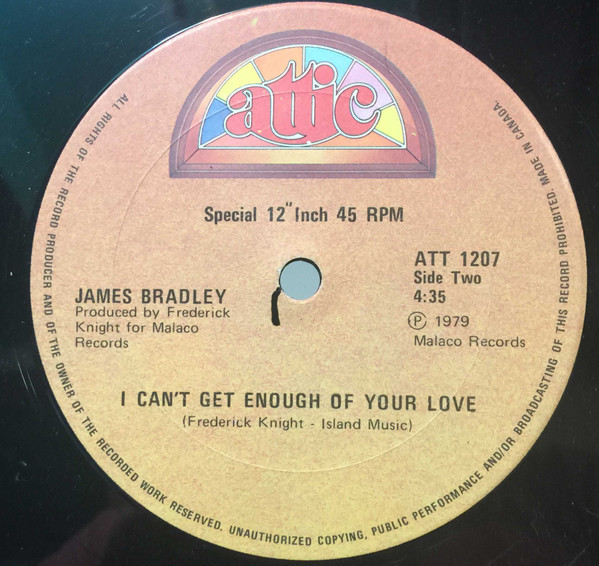 attic
Special 12" Inch 45 RPM
ATT 1207
Side Two
4:35
JAMES BRADLEY
Produced by Frederick
Knight for Malaco
Records
℗ 1979
Malaco Records
I CAN'T GET ENOUGH OF YOUR LOVE
(Frederick Knight - Island Music)
ALL RIGHTS OF THE RECORD PRODUCER AND OF THE OWNER OF THE RECORDED WORK RESERVED. UNAUTHORIZED COPYING, PUBLIC PERFORMANCE AND/OR BROADCASTING OF THIS RECORD PROHIBITED. MADE IN CANADA.